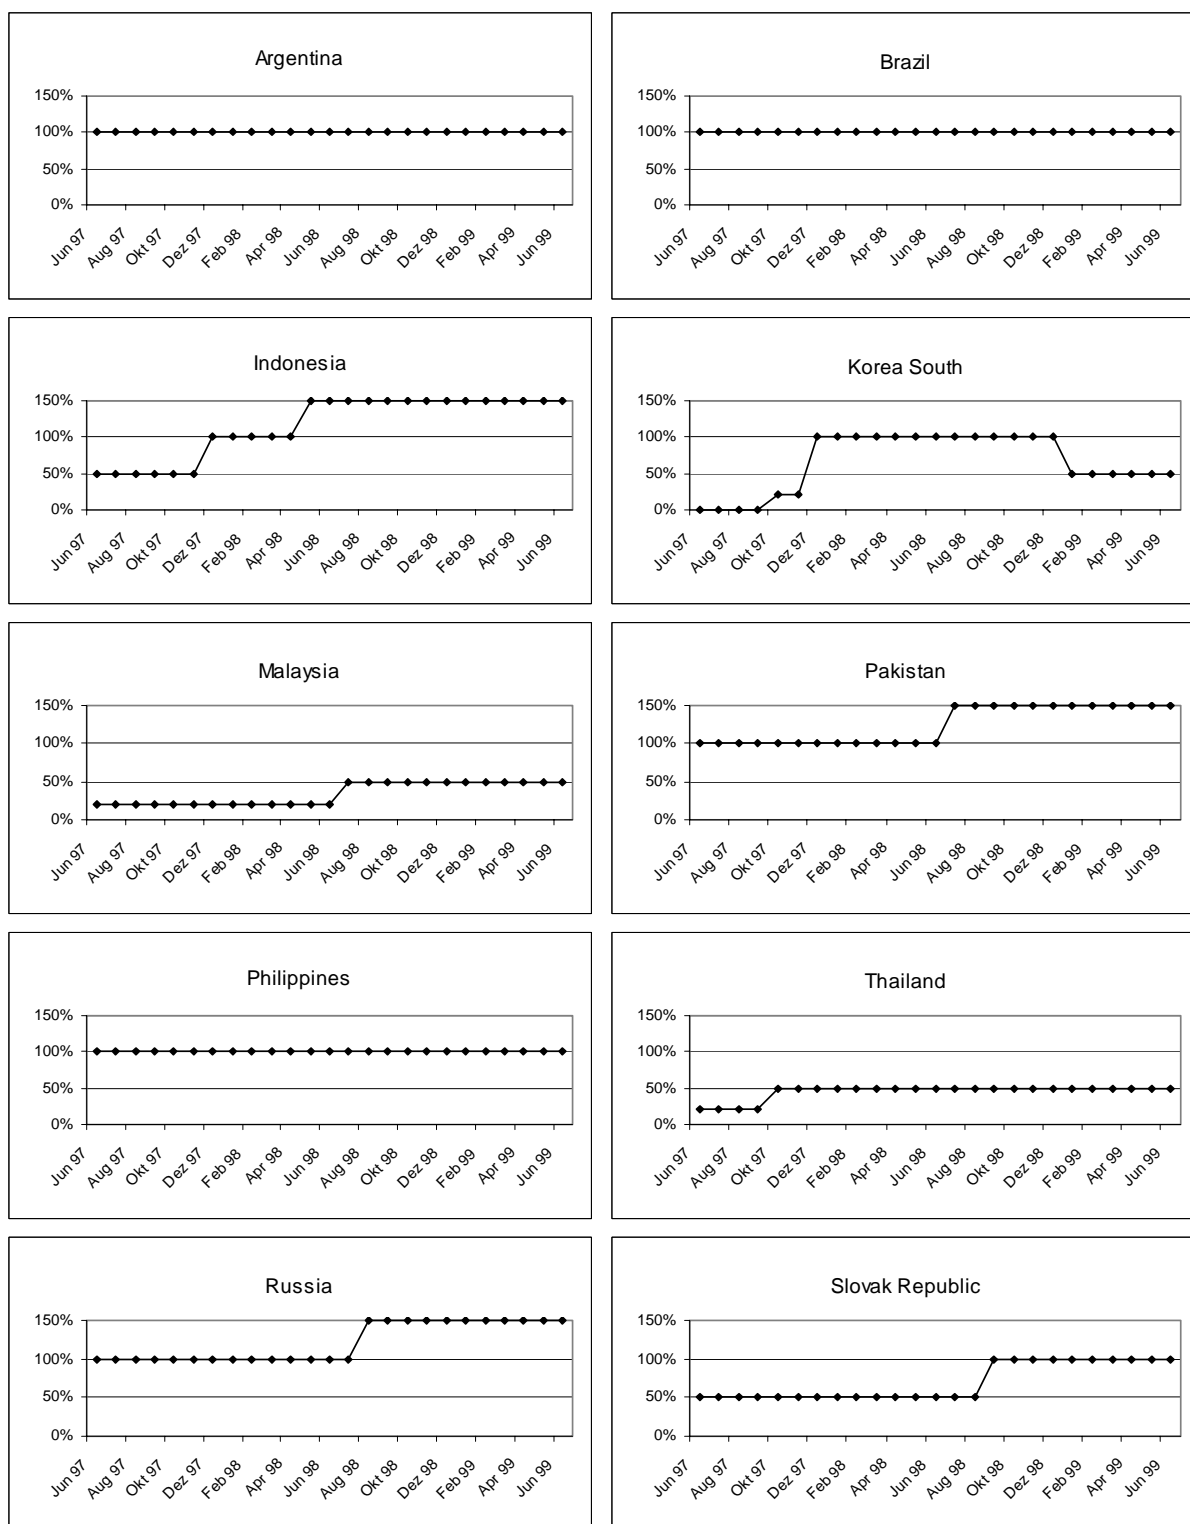 Argentina
150%
100%
50%
0%
Jun 97 Aug 97 Okt 97 Dez 97 Feb 98 Apr 98 Jun 98 Aug 98 Okt 98 Dez 98 Feb 99 Apr 99 Jun 99
Brazil
150%
100%
50%
0%
Jun 97 Aug 97 Okt 97 Dez 97 Feb 98 Apr 98 Jun 98 Aug 98 Okt 98 Dez 98 Feb 99 Apr 99 Jun 99
Indonesia
150%
100%
50%
0%
Jun 97 Aug 97 Okt 97 Dez 97 Feb 98 Apr 98 Jun 98 Aug 98 Okt 98 Dez 98 Feb 99 Apr 99 Jun 99
Korea South
150%
100%
50%
0%
Jun 97 Aug 97 Okt 97 Dez 97 Feb 98 Apr 98 Jun 98 Aug 98 Okt 98 Dez 98 Feb 99 Apr 99 Jun 99
Malaysia
150%
100%
50%
0%
Jun 97 Aug 97 Okt 97 Dez 97 Feb 98 Apr 98 Jun 98 Aug 98 Okt 98 Dez 98 Feb 99 Apr 99 Jun 99
Pakistan
150%
100%
50%
0%
Jun 97 Aug 97 Okt 97 Dez 97 Feb 98 Apr 98 Jun 98 Aug 98 Okt 98 Dez 98 Feb 99 Apr 99 Jun 99
Philippines
150%
100%
50%
0%
Jun 97 Aug 97 Okt 97 Dez 97 Feb 98 Apr 98 Jun 98 Aug 98 Okt 98 Dez 98 Feb 99 Apr 99 Jun 99
Thailand
150%
100%
50%
0%
Jun 97 Aug 97 Okt 97 Dez 97 Feb 98 Apr 98 Jun 98 Aug 98 Okt 98 Dez 98 Feb 99 Apr 99 Jun 99
Russia
150%
100%
50%
0%
Jun 97 Aug 97 Okt 97 Dez 97 Feb 98 Apr 98 Jun 98 Aug 98 Okt 98 Dez 98 Feb 99 Apr 99 Jun 99
Slovak Republic
150%
100%
50%
0%
Jun 97 Aug 97 Okt 97 Dez 97 Feb 98 Apr 98 Jun 98 Aug 98 Okt 98 Dez 98 Feb 99 Apr 99 Jun 99